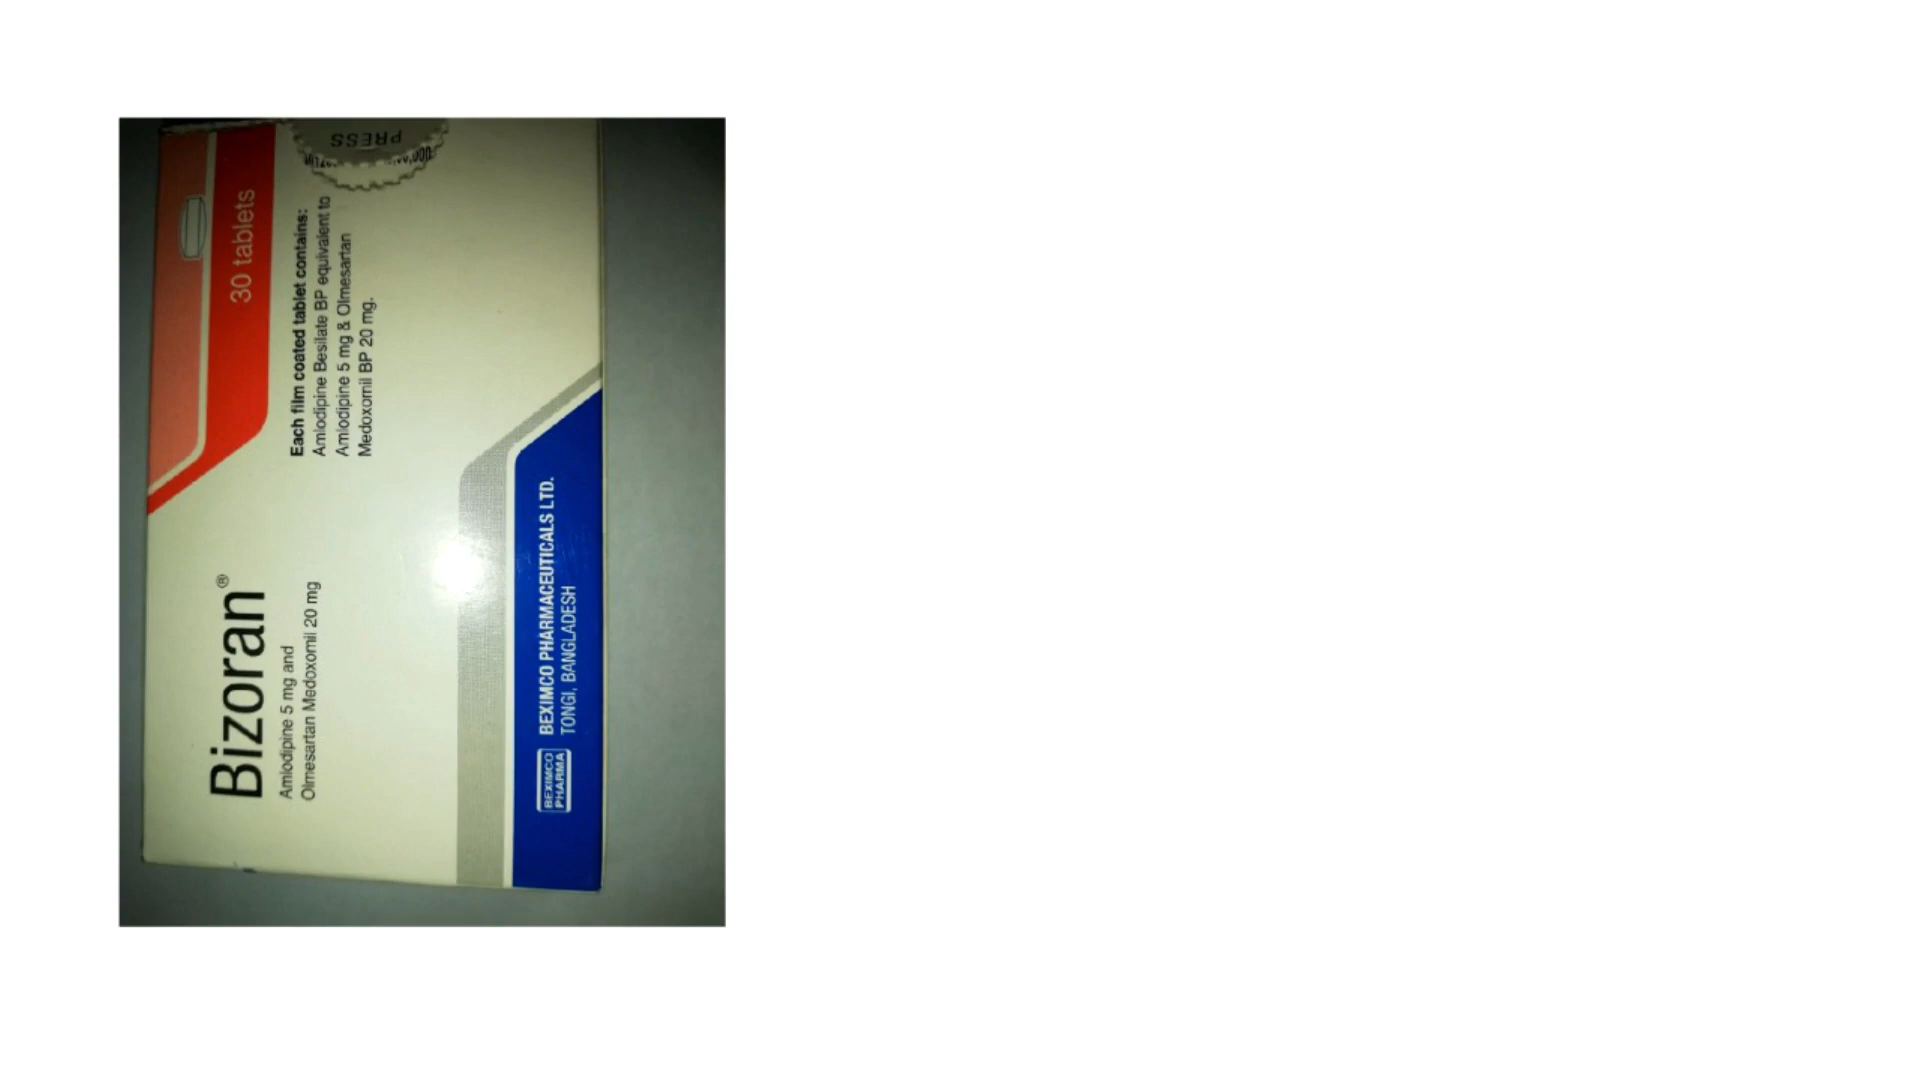 Bizoran®
Amlodipine 5 mg and
Olmesartan Medoxomil 20 mg
30 tablets
Each film coated tablet contains:
Amlodipine Besilate BP equivalent to
Amlodipine 5 mg & Olmesartan
Medoxomil BP 20 mg.
PRESS
BEXIMCO
PHARMA
BEXIMCO PHARMACEUTICALS LTD.
TONGI, BANGLADESH